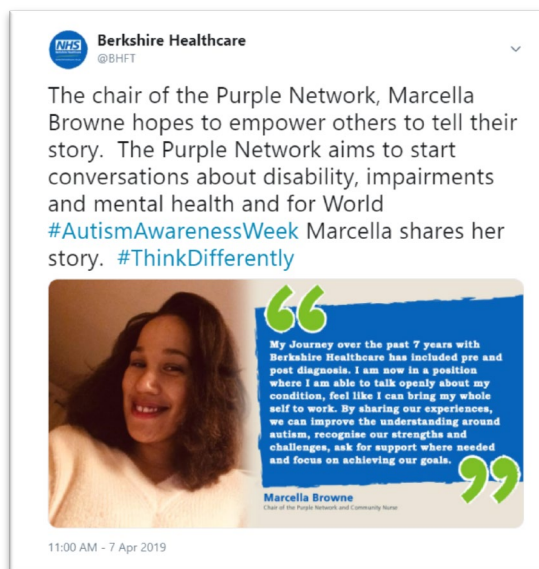 NHS
Berkshire Healthcare
@BHFT
The chair of the Purple Network, Marcella
Browne hopes to empower others to tell their
story.  The Purple Network aims to start
conversations about disability, impairments
and mental health and for World
#AutismAwarenessWeek Marcella shares her
story.  #ThinkDifferently
“
My Journey over the past 7 years with
Berkshire Healthcare has included pre and
post diagnosis. I am now in a position
where I am able to talk openly about my
condition, feel like I can bring my whole
self to work. By sharing our experiences,
we can improve the understanding around
autism, recognise our strengths and
challenges, ask for support where needed
and focus on achieving our goals.
”
Marcella Browne
Chair of the Purple Network and Community Nurse
11:00 AM - 7 Apr 2019